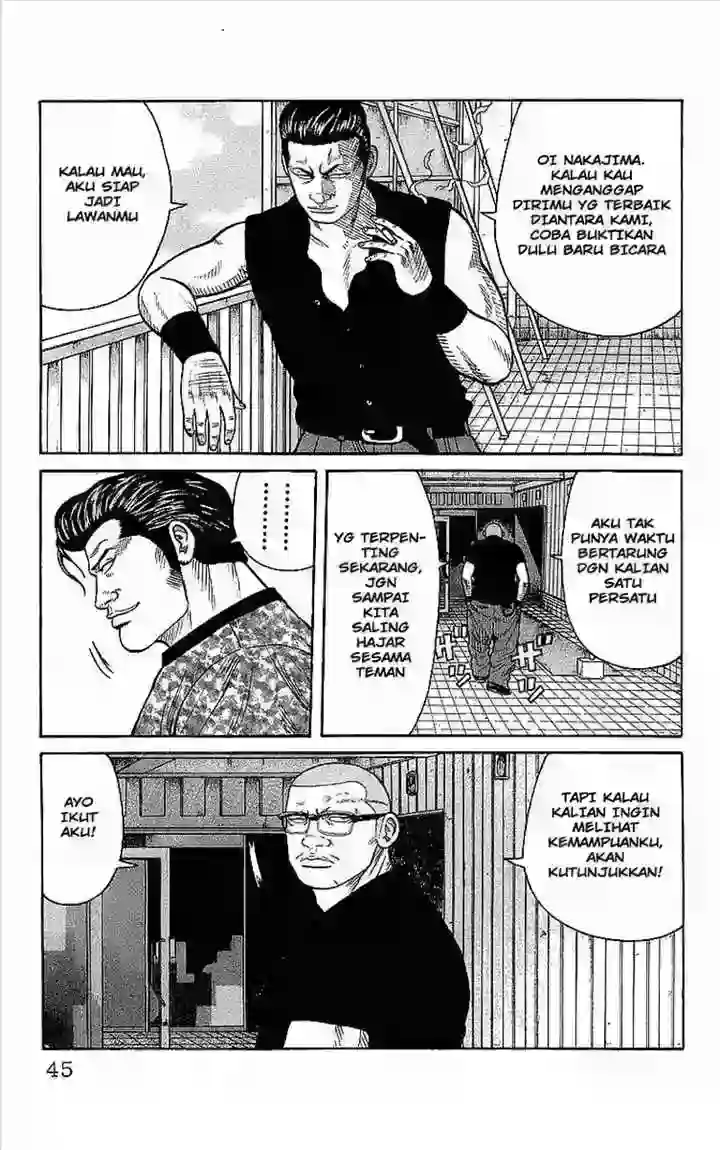 OI NAKAJIMA.
KALAU KAU
MENGANGGAP
DIRIMU YG TERBAIK
DIANTARA KAMI,
COBA BUKTIKAN
DULU BARU BICARA
KALAU MAU,
AKU SIAP
JADI
LAWANMU
AKU TAK
PUNYA WAKTU
BERTARUNG
DGN KALIAN
SATU
PERSATU
YG TERPEN-
TING
SEKARANG,
JGN
SAMPAI
KITA
SALING
HAJAR
SESAMA
TEMAN
TAPI KALAU
KALIAN INGIN
MELIHAT
KEMAMPUANKU,
AKAN
KUTUNJUKKAN!
AYO
IKUT
AKU!
45